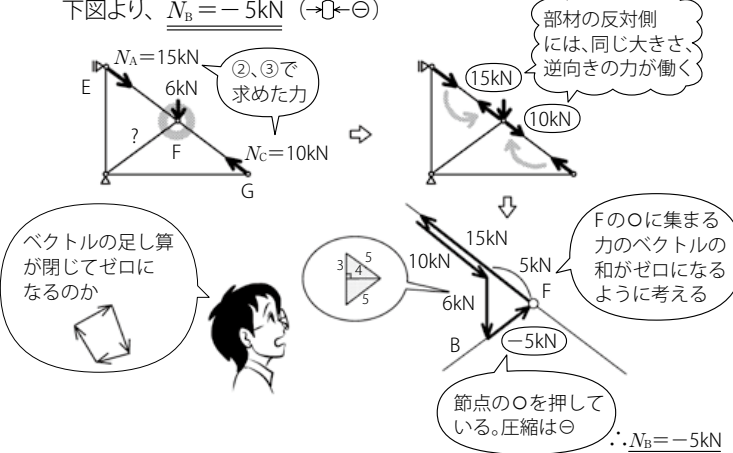 下図より、 NB=−5kN (→▯←⊖)
NA=15kN
E
6kN
②、③で
求めた力
?
F
NC=10kN
G
⇨
部材の反対側
には、同じ大きさ、
逆向きの力が働く
15kN
10kN
⇩
ベクトルの足し算
が閉じてゼロに
なるのか
3
5
4
5
15kN
10kN
5kN
6kN
F
B
−5kN
Fの○に集まる
力のベクトルの
和がゼロになる
ように考える
節点の○を押して
いる。圧縮は⊖
∴NB=−5kN